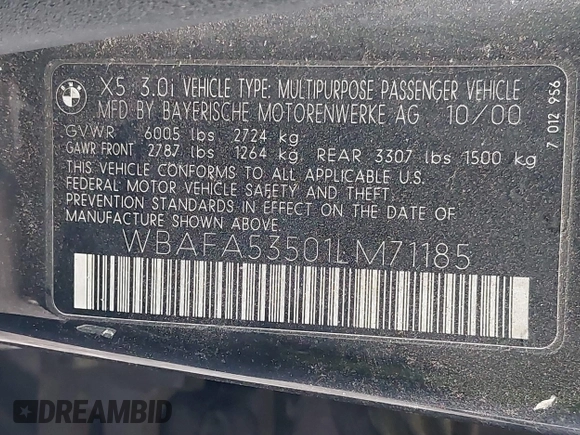 BMW X5 3.0i VEHICLE TYPE: MULTIPURPOSE PASSENGER VEHICLE
MFD BY BAYERISCHE MOTORENWERKE AG 10/00
GVWR 6005 lbs 2724 kg
GAWR FRONT 2787 lbs 1264 kg, REAR 3307 lbs 1500 kg
THIS VEHICLE CONFORMS TO ALL APPLICABLE U.S.
FEDERAL MOTOR VEHICLE SAFETY AND THEFT
PREVENTION STANDARDS IN EFFECT ON THE DATE OF
MANUFACTURE SHOWN ABOVE.
WBAFA53501LM71185
7 012 956
DREAMBID